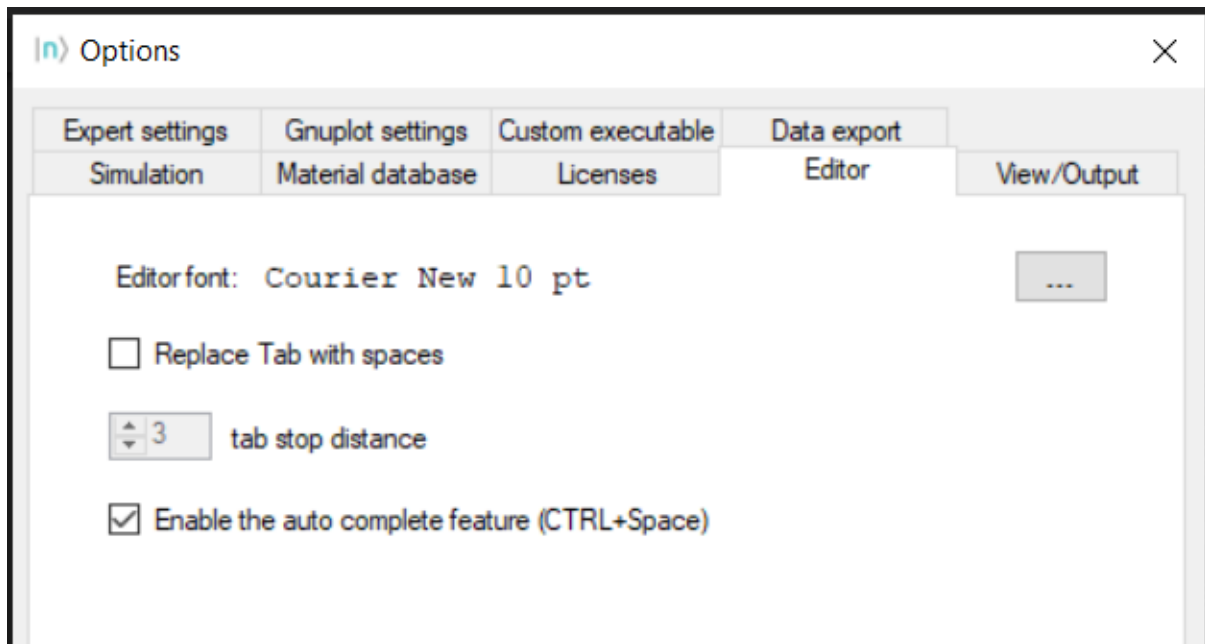 |n⟩ Options
Expert settings Gnuplot settings Custom executable Data export
Simulation Material database Licenses Editor View/Output
Editor font: Courier New 10 pt ...
Replace Tab with spaces
3 tab stop distance
Enable the auto complete feature (CTRL+Space)